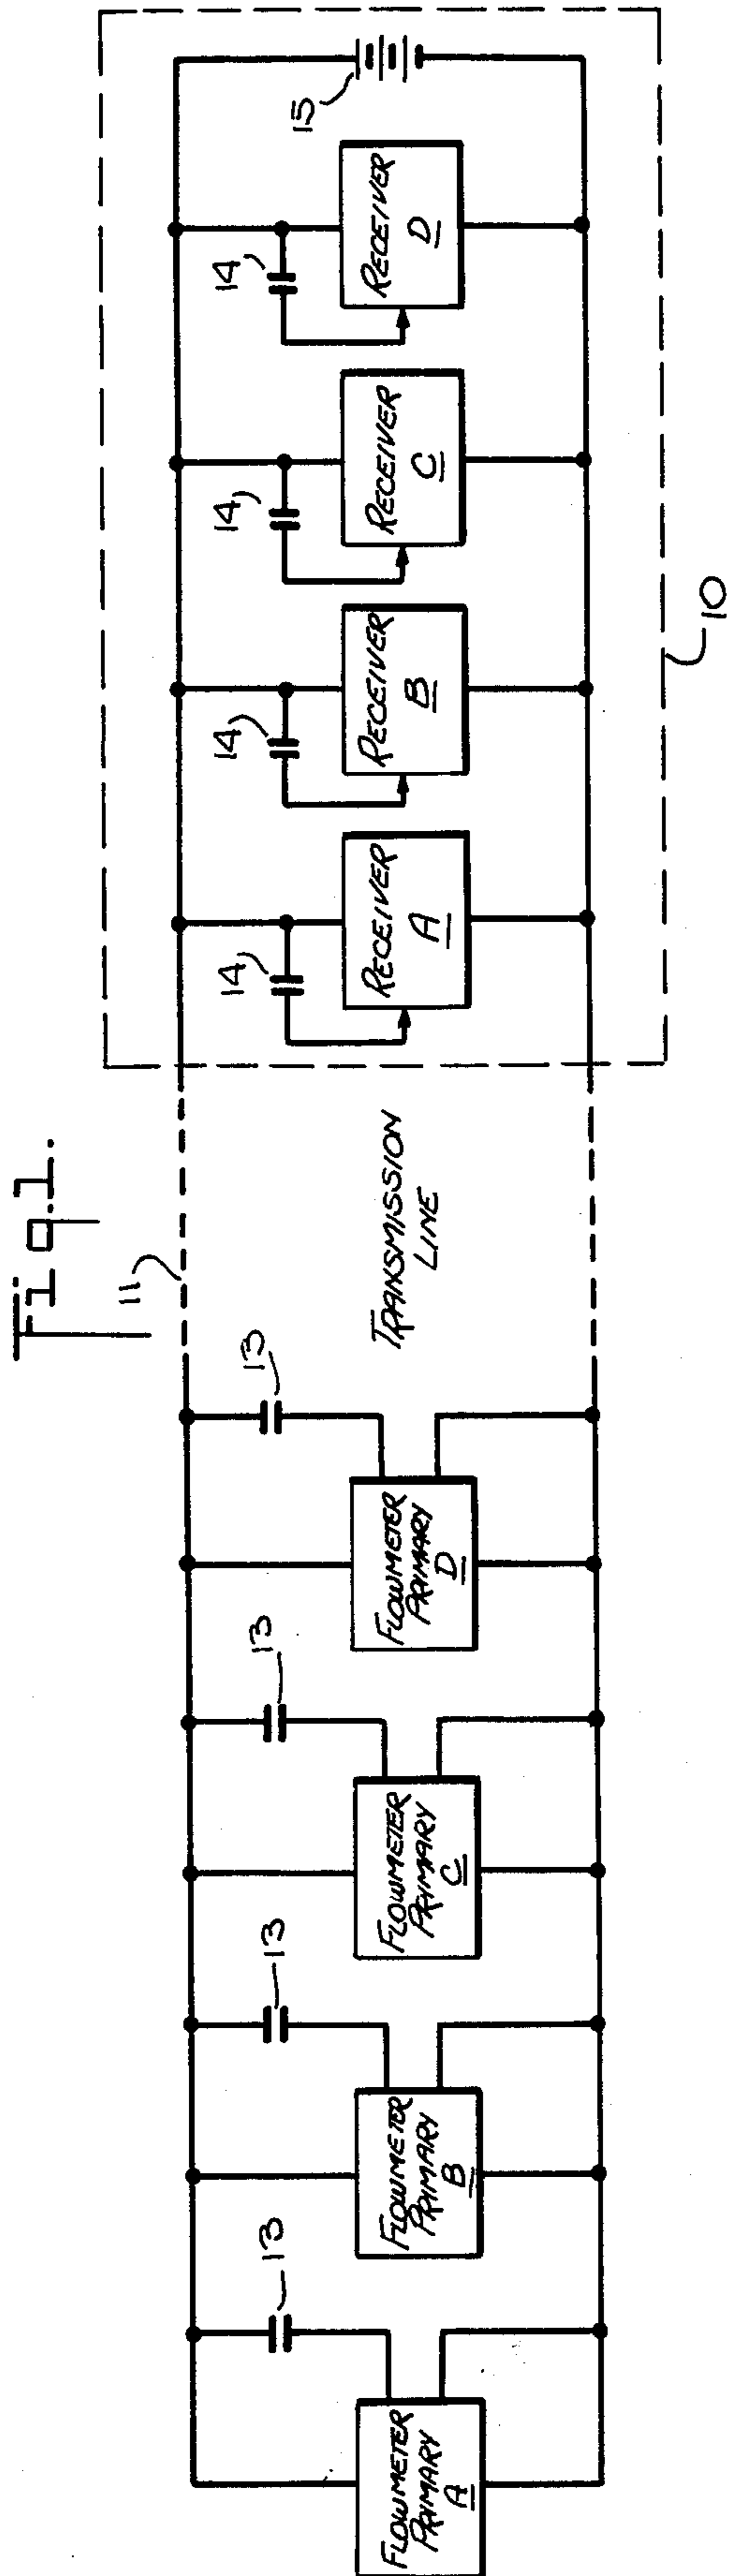 Fig.1.
11
13
13
13
13
14
14
14
14
15
FLOWMETER
PRIMARY
A
FLOWMETER
PRIMARY
B
FLOWMETER
PRIMARY
C
FLOWMETER
PRIMARY
D
TRANSMISSION
LINE
RECEIVER
A
RECEIVER
B
RECEIVER
C
RECEIVER
D
10